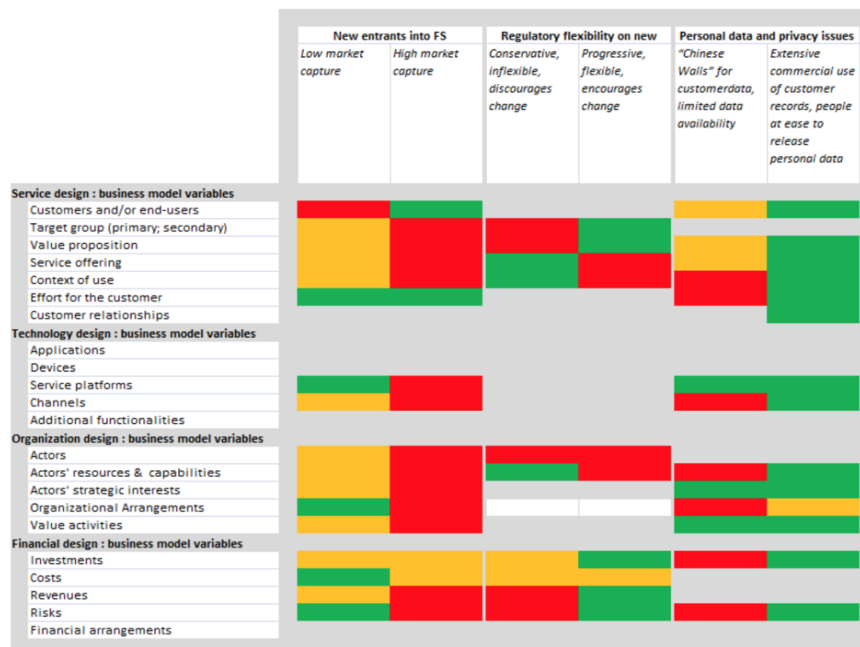 New entrants into FS
Regulatory flexibility on new
Personal data and privacy issues
Low market
capture
High market
capture
Conservative,
inflexible,
discourages
change
Progressive,
flexible,
encourages
change
“Chinese
Walls” for
customerdata,
limited data
availability
Extensive
commercial use
of customer
records, people
at ease to
release
personal data
Service design : business model variables
Customers and/or end-users
Target group (primary; secondary)
Value proposition
Service offering
Context of use
Effort for the customer
Customer relationships
Technology design : business model variables
Applications
Devices
Service platforms
Channels
Additional functionalities
Organization design : business model variables
Actors
Actors' resources & capabilities
Actors' strategic interests
Organizational Arrangements
Value activities
Financial design : business model variables
Investments
Costs
Revenues
Risks
Financial arrangements